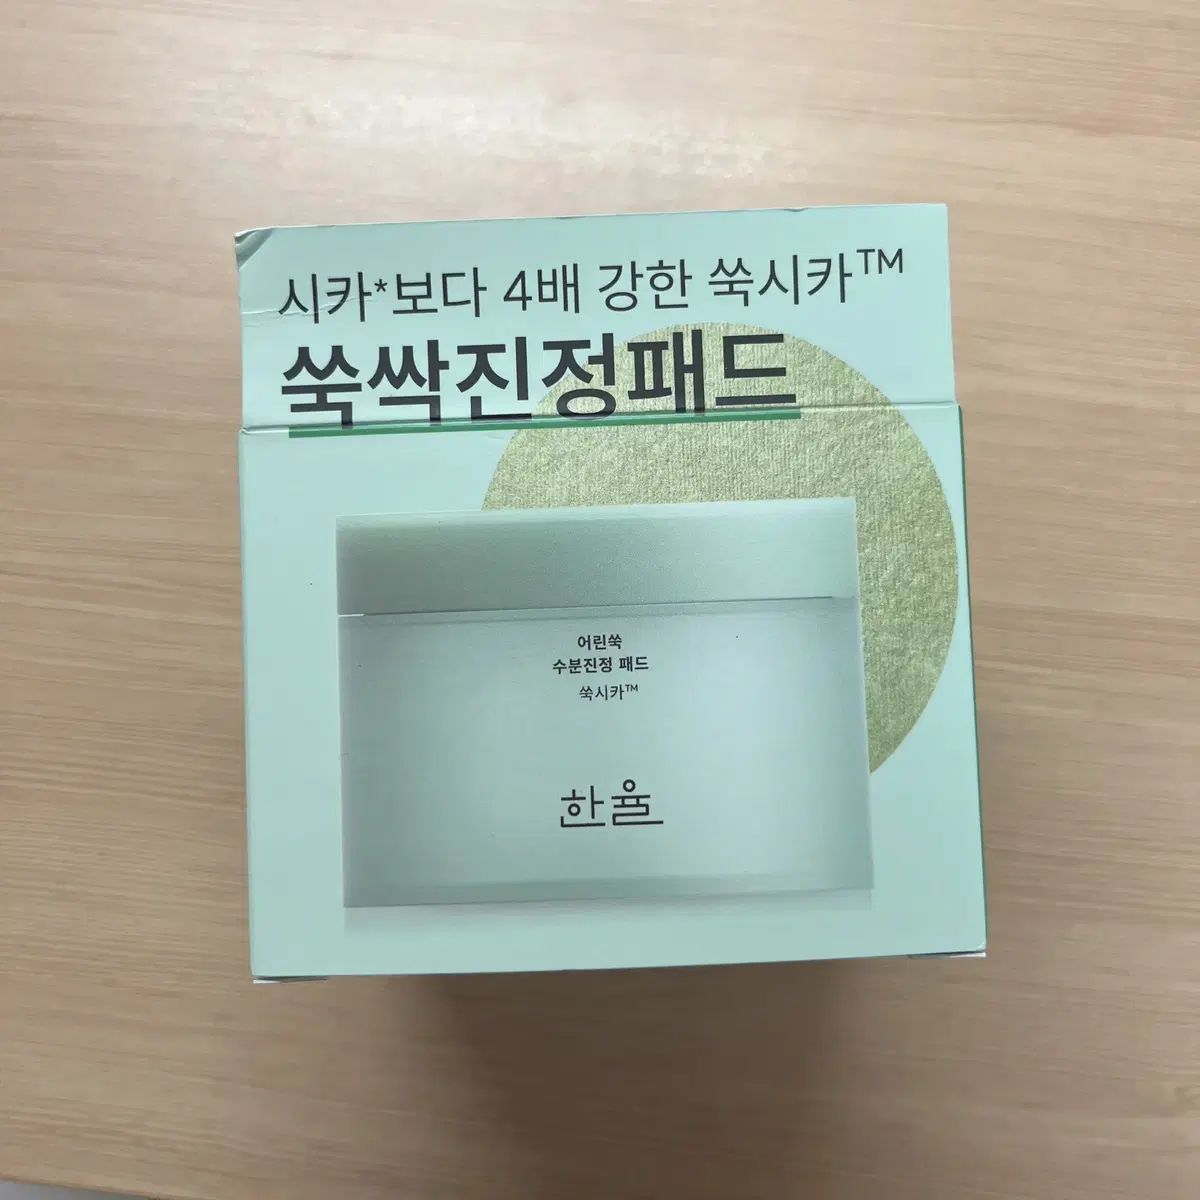 시카*보다 4배 강한 쑥시카™
쑥싹진정패드
어린쑥
수분진정 패드
쑥시카™
한율